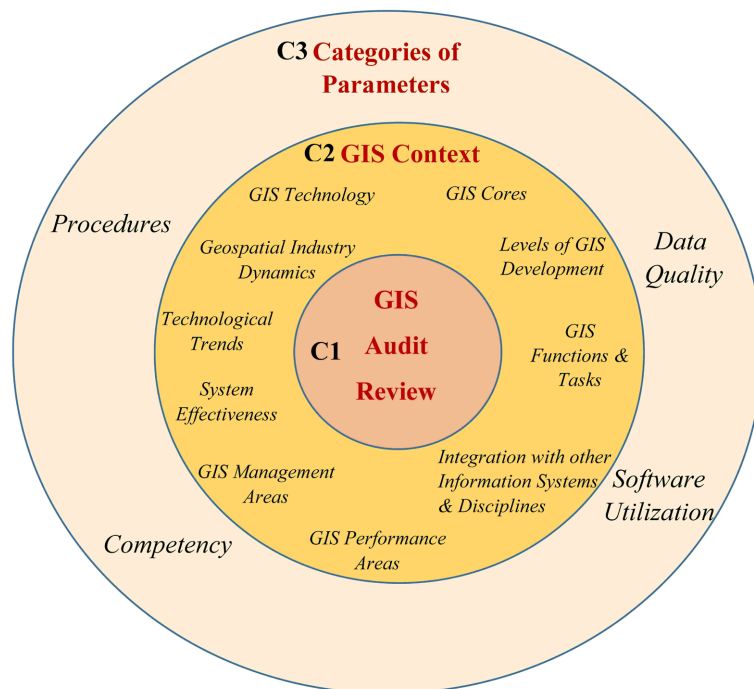 C3 Categories of
Parameters
C2 GIS Context
GIS Technology
GIS Cores
Procedures
Geospatial Industry
Dynamics
Levels of GIS
Development
Data
Quality
GIS
C1 Audit
Review
Technological
Trends
GIS
Functions &
Tasks
System
Effectiveness
GIS Management
Areas
Integration with other
Information Systems
& Disciplines
Software
Utilization
Competency
GIS Performance
Areas